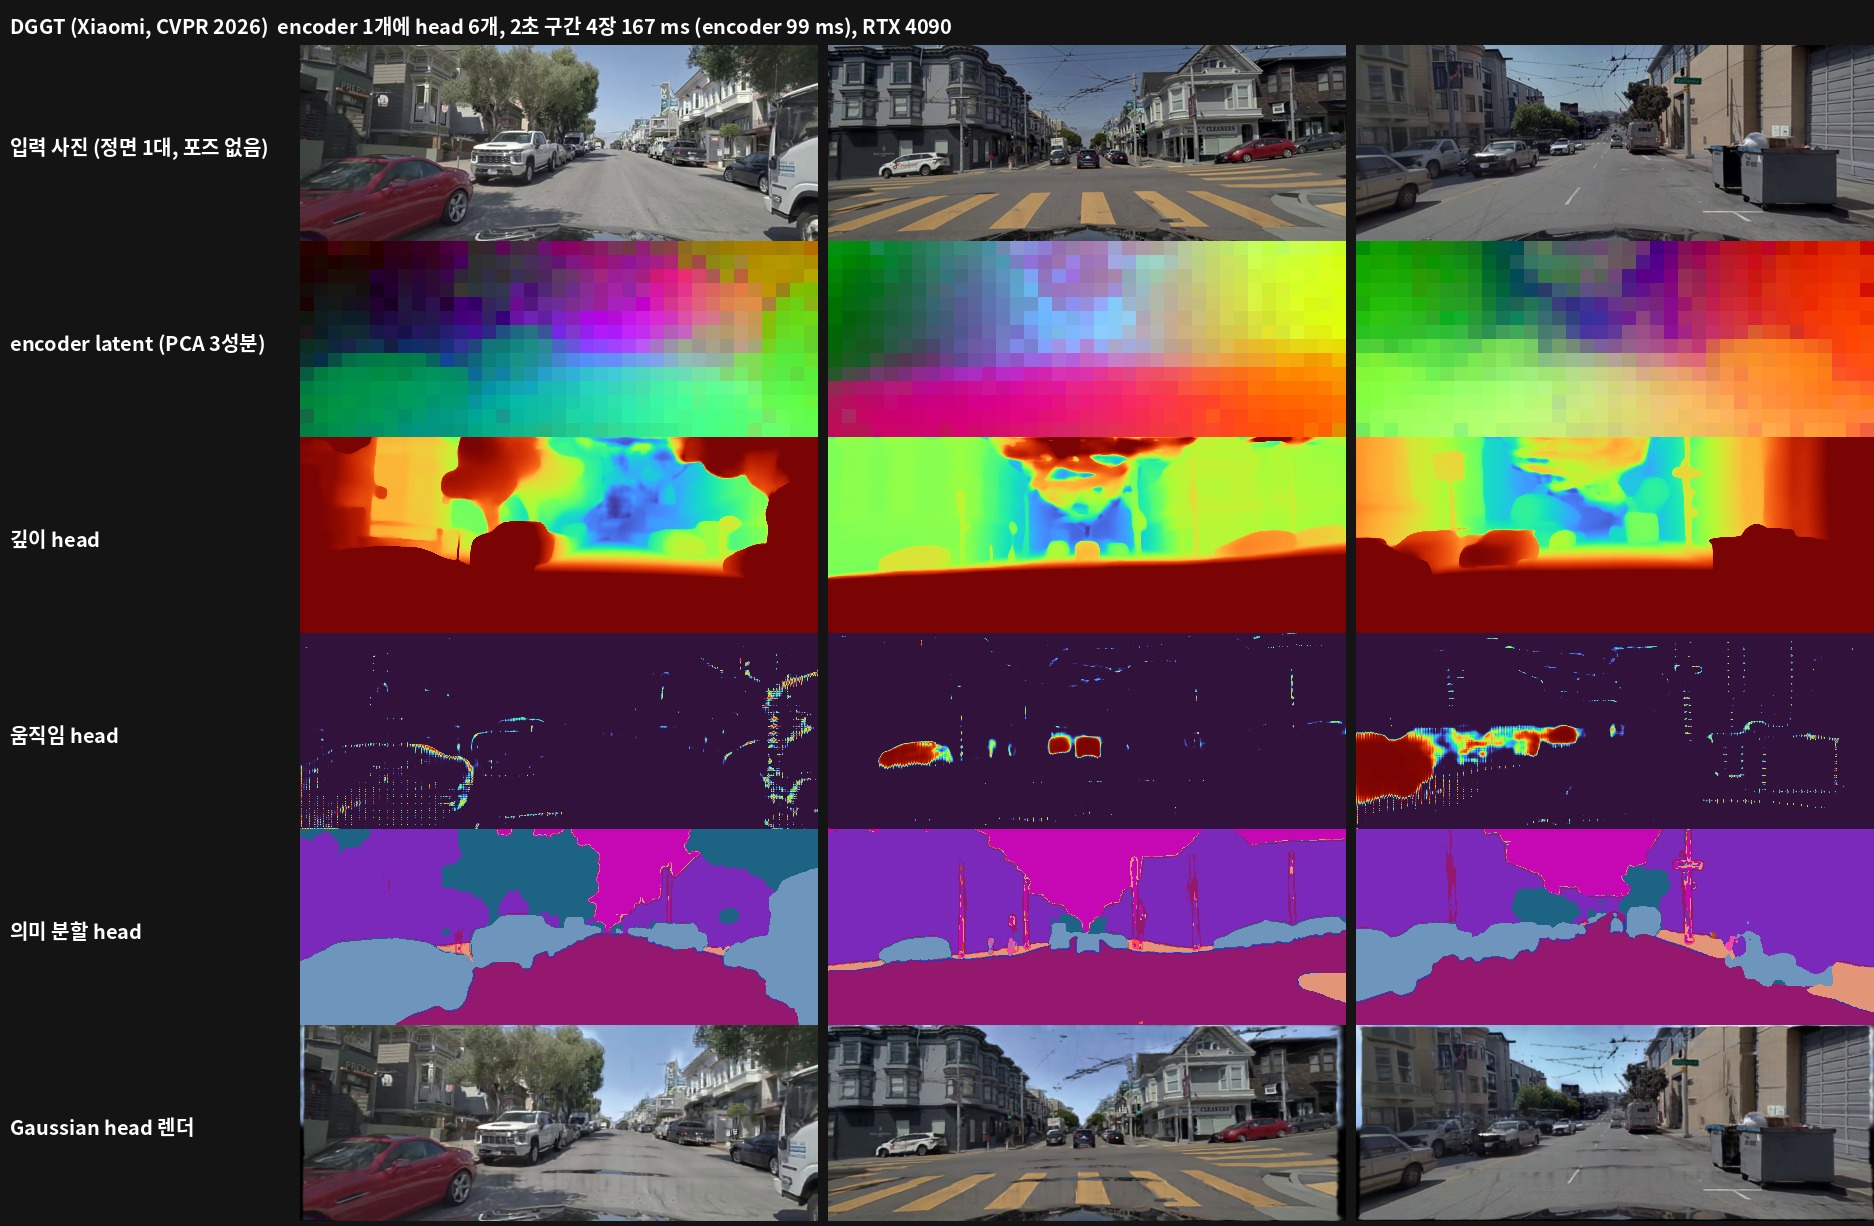 DGGT (Xiaomi, CVPR 2026)  encoder 1개에 head 6개, 2초 구간 4장 167 ms (encoder 99 ms), RTX 4090
입력 사진 (정면 1대, 포즈 없음)
CLEANERS
encoder latent (PCA 3성분)
깊이 head
움직임 head
의미 분할 head
Gaussian head 렌더
CLEANERS